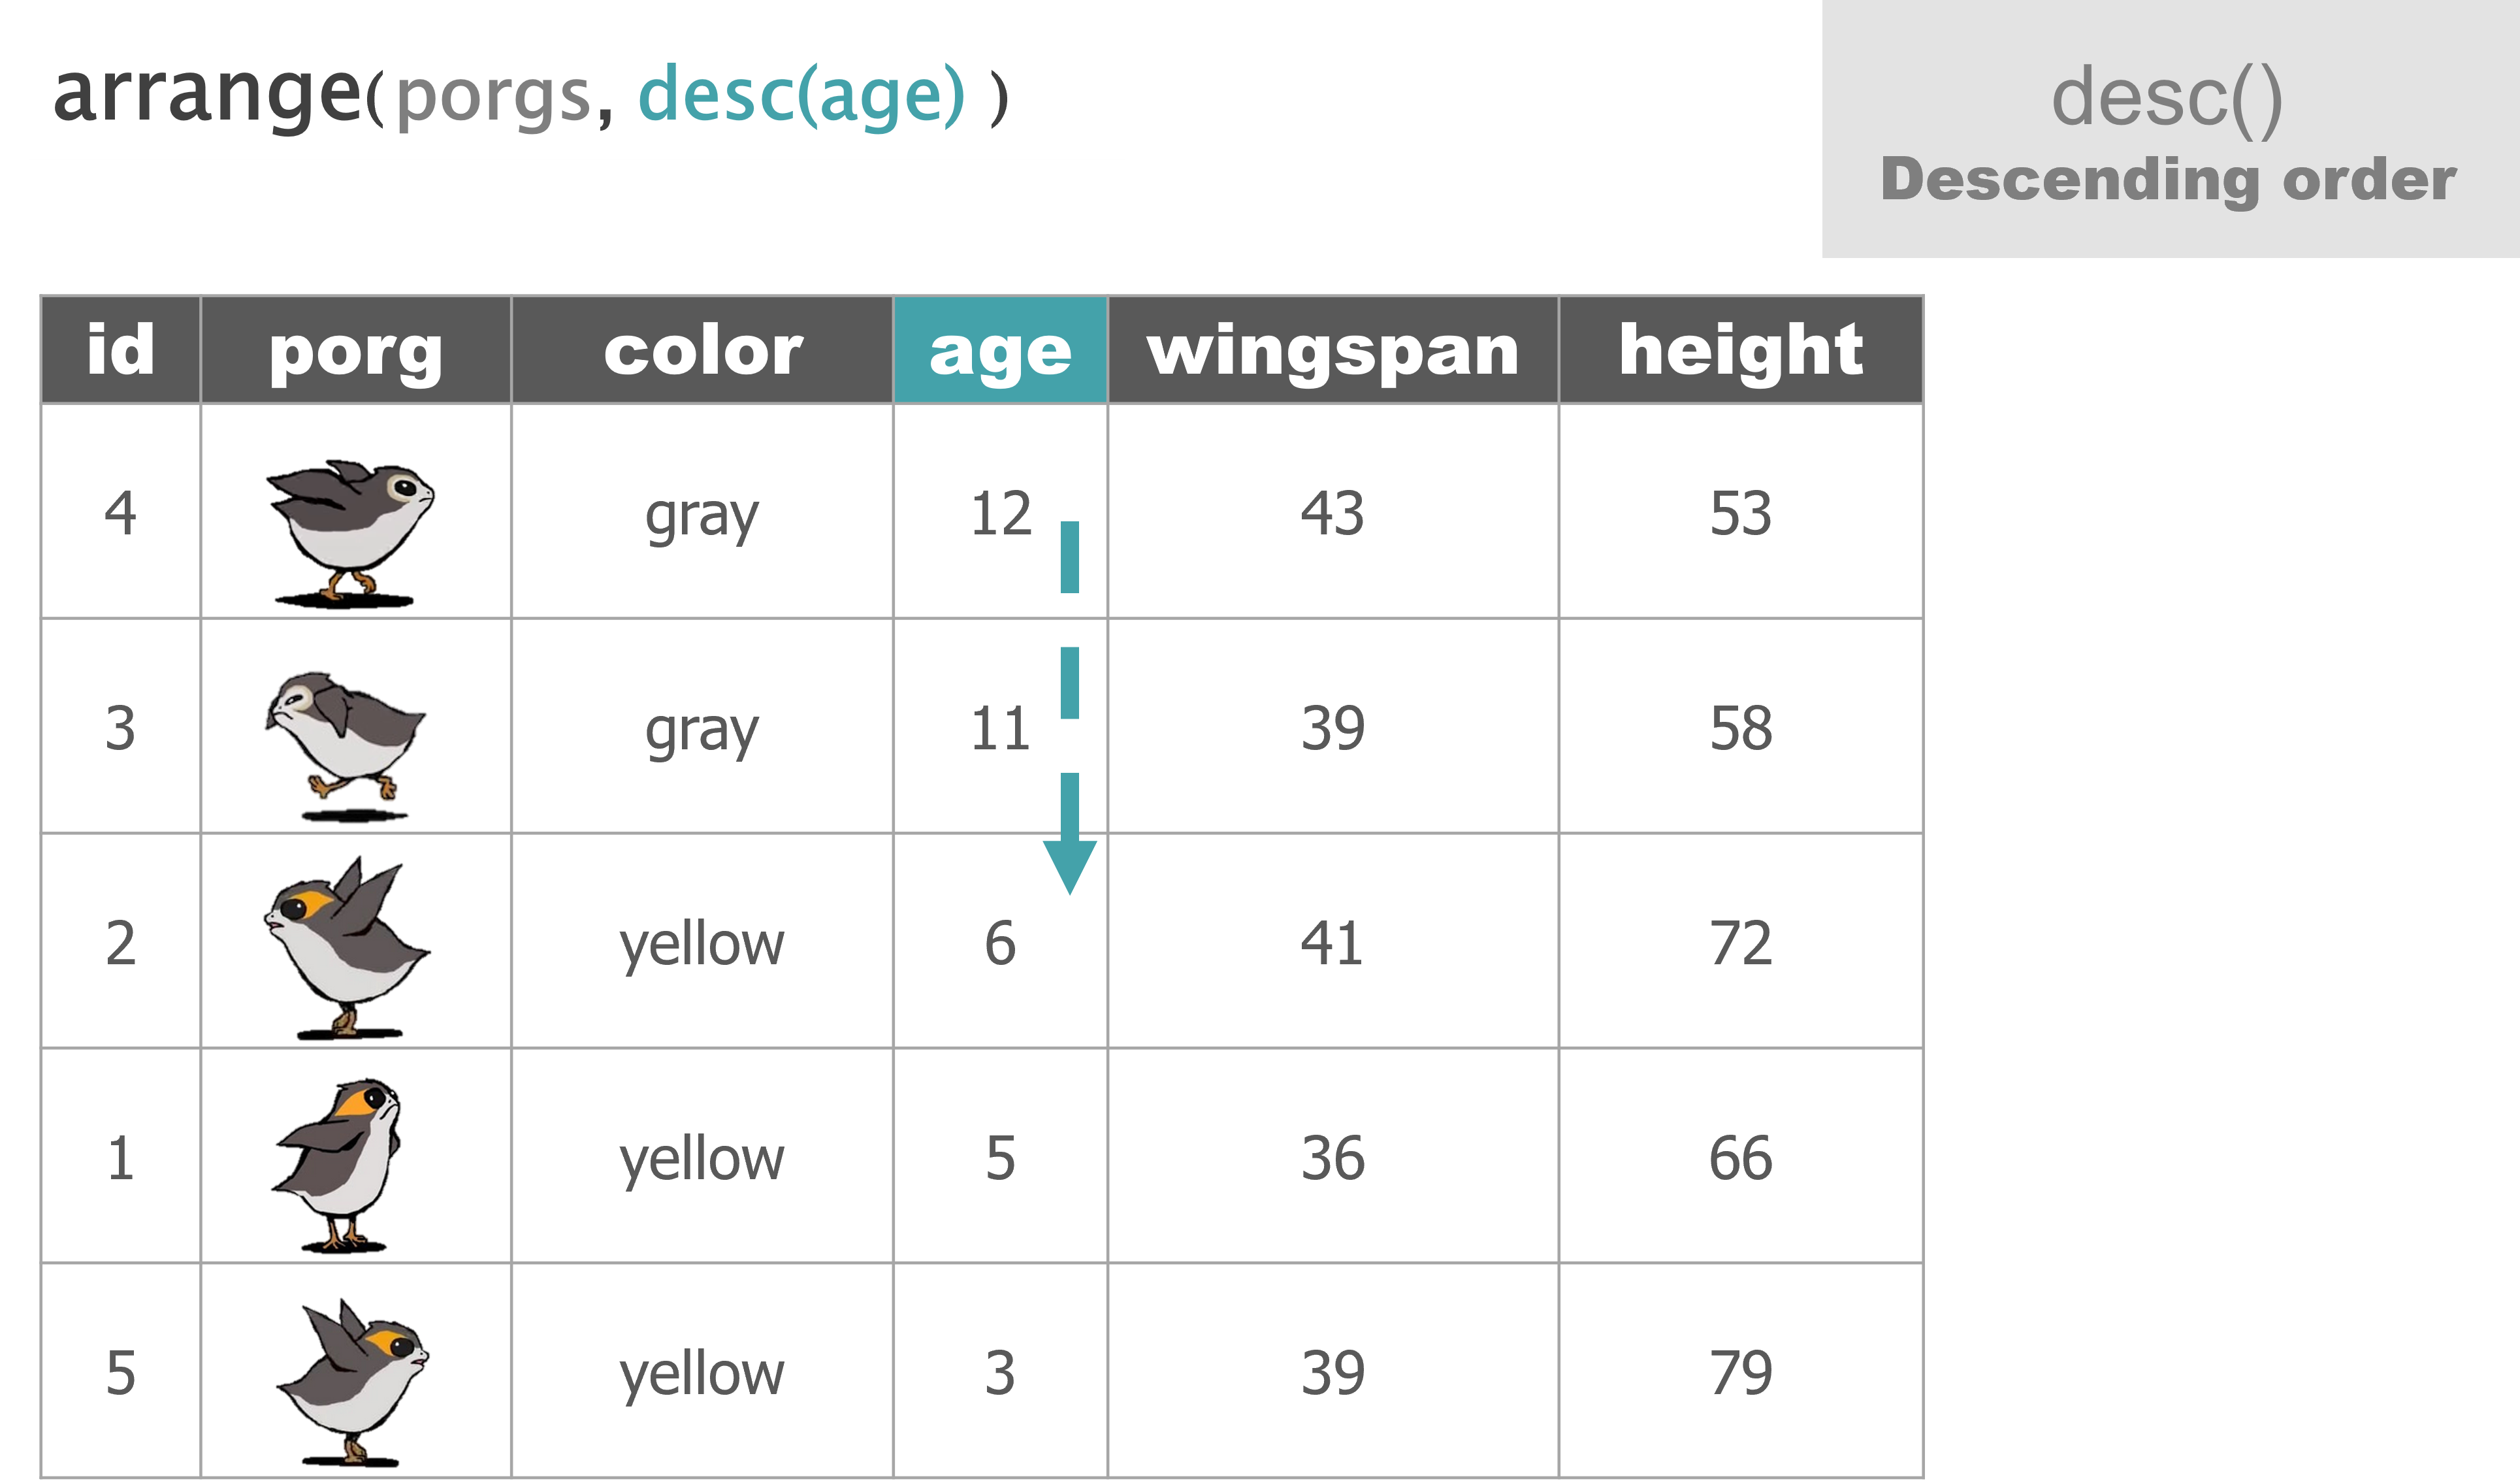 arrange( porgs, desc(age) )
desc()
Descending order
id porg color age wingspan height
4 gray 12 43 53
3 gray 11 39 58
2 yellow 6 41 72
1 yellow 5 36 66
5 yellow 3 39 79